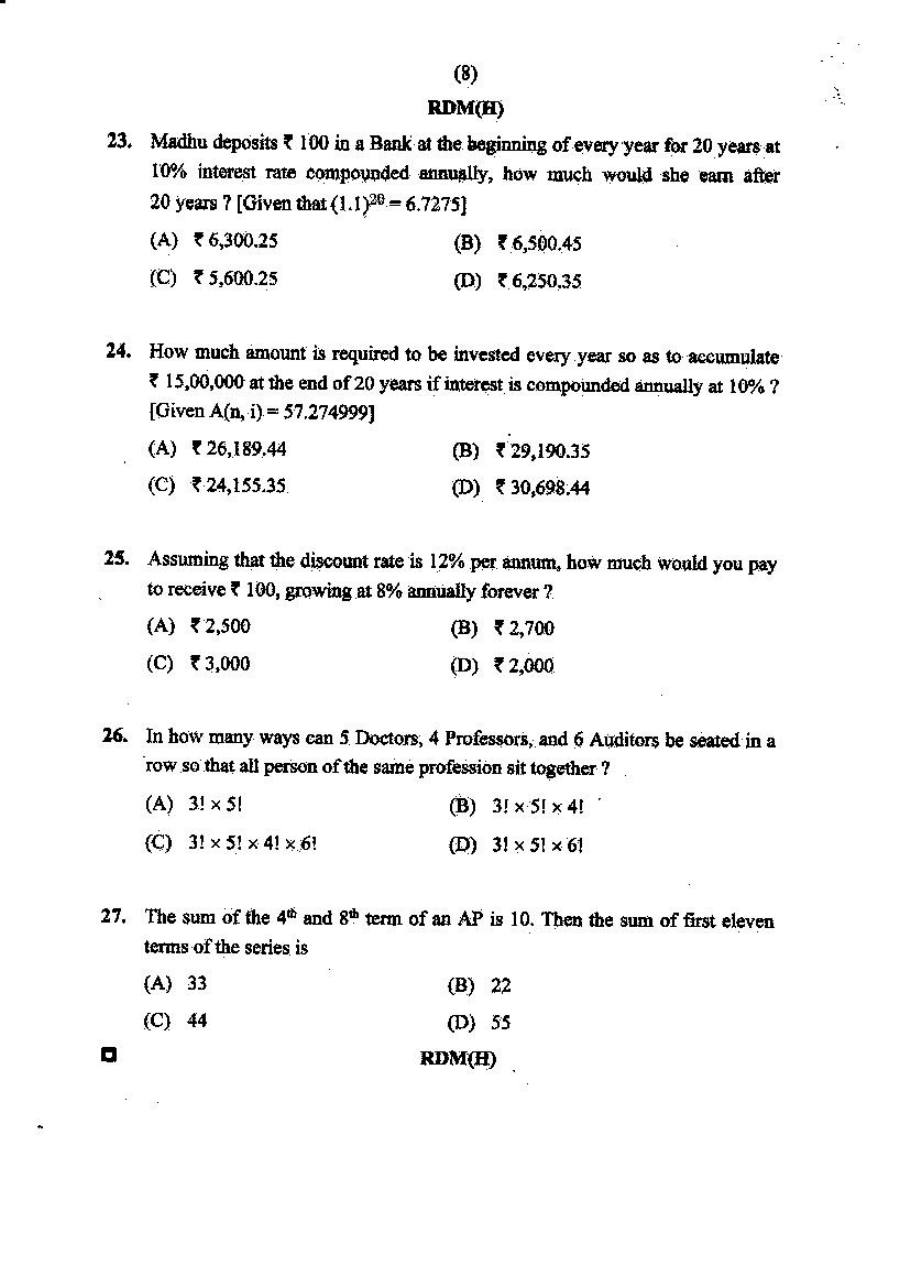 (8)
RDM(H)
23. Madhu deposits ₹ 100 in a Bank at the beginning of every year for 20 years at
10% interest rate compounded annually, how much would she earn after
20 years ? [Given that (1.1)²⁰ = 6.7275]
(A) ₹ 6,300.25 (B) ₹ 6,500.45
(C) ₹ 5,600.25 (D) ₹ 6,250.35
24. How much amount is required to be invested every year so as to accumulate
₹ 15,00,000 at the end of 20 years if interest is compounded annually at 10% ?
[Given A(n, i) = 57.274999]
(A) ₹ 26,189.44 (B) ₹ 29,190.35
(C) ₹ 24,155.35 (D) ₹ 30,698.44
25. Assuming that the discount rate is 12% per annum, how much would you pay
to receive ₹ 100, growing at 8% annually forever ?
(A) ₹ 2,500 (B) ₹ 2,700
(C) ₹ 3,000 (D) ₹ 2,000
26. In how many ways can 5 Doctors, 4 Professors, and 6 Auditors be seated in a
row so that all person of the same profession sit together ?
(A) 3! × 5! (B) 3! × 5! × 4!
(C) 3! × 5! × 4! × 6! (D) 3! × 5! × 6!
27. The sum of the 4th and 8th term of an AP is 10. Then the sum of first eleven
terms of the series is
(A) 33 (B) 22
(C) 44 (D) 55
RDM(H)